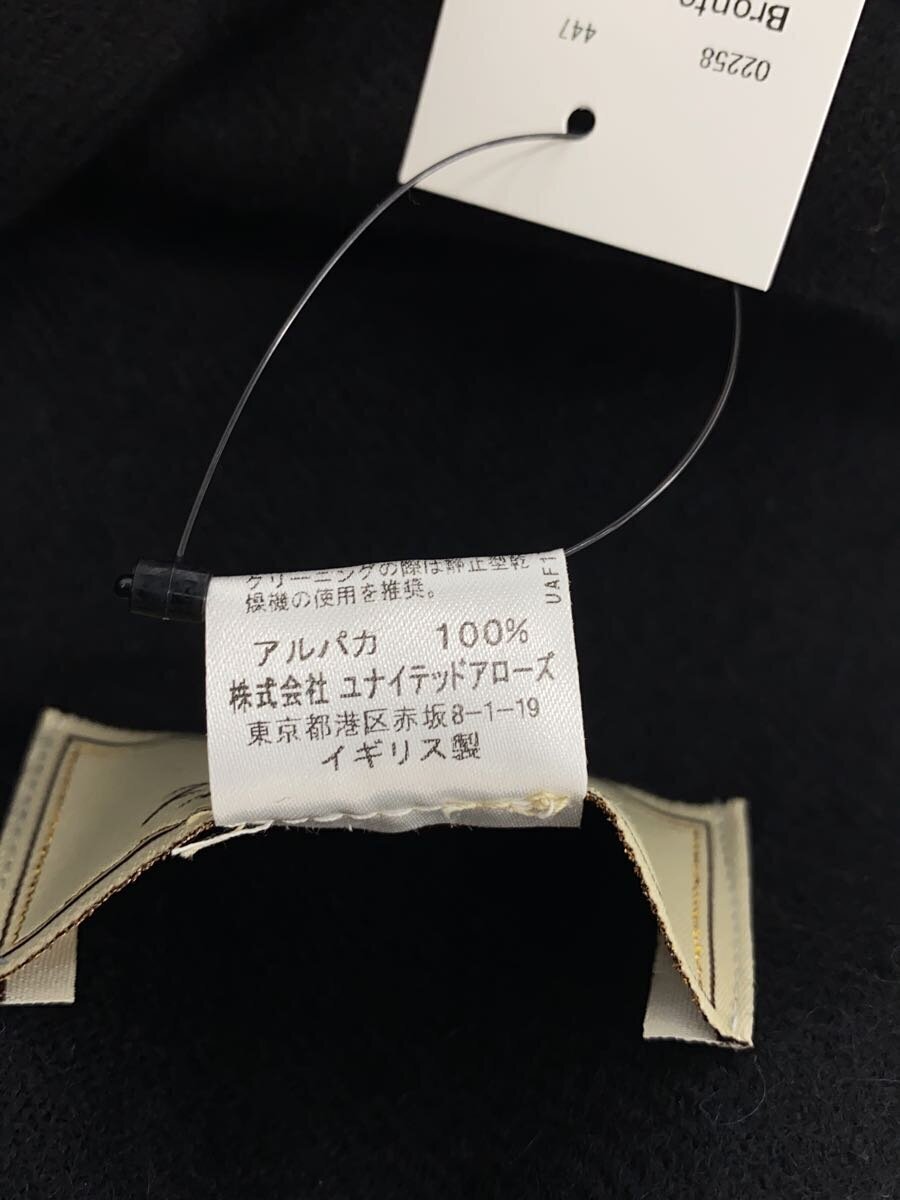 Bronte
02258
447
クリーニングの際は静止型乾
燥機の使用を推奨。
UAF1
アルパカ 100%
株式会社 ユナイテッドアローズ
東京都港区赤坂8-1-19
イギリス製